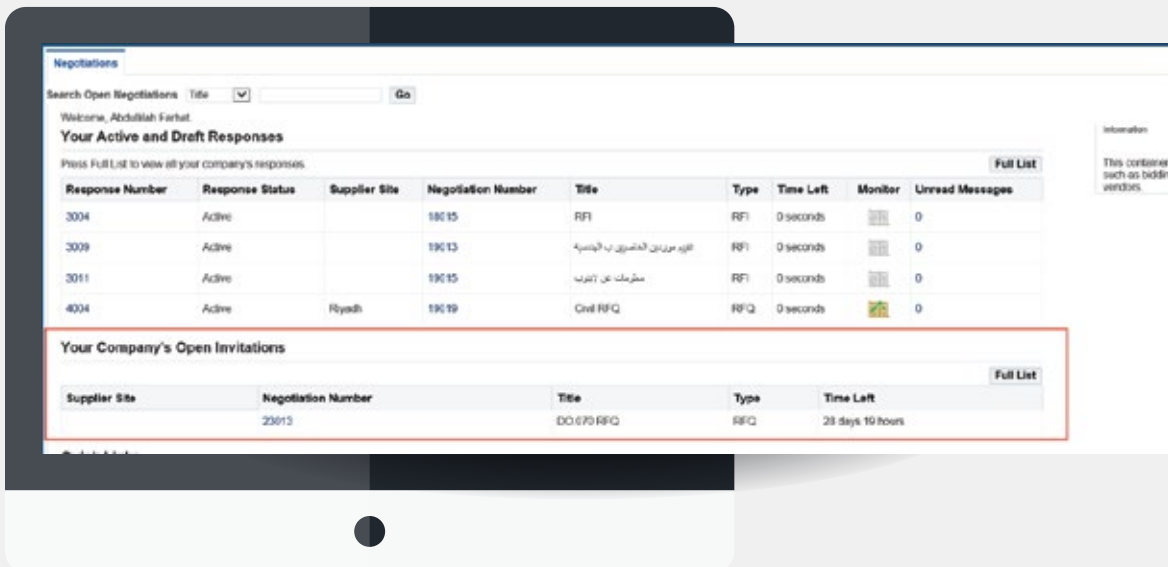 Negotiations
Search Open Negotiations Title Go
Welcome, Abdulilah Farhat.
Your Active and Draft Responses
Press Full List to view all your company's responses.
Full List
Response Number Response Status Supplier Site Negotiation Number Title Type Time Left Monitor Unread Messages
3004 Active 18015 RFI RFI 0 seconds 0
3009 Active 19013 RFI 0 seconds 0
3011 Active 19015 RFI 0 seconds 0
4004 Active Riyadh 19019 Civil RFQ RFQ 0 seconds 0
Your Company's Open Invitations
Full List
Supplier Site Negotiation Number Title Type Time Left
23013 DO.070 RFQ RFQ 28 days 19 hours
Information
This container
such as biddin
vendors.